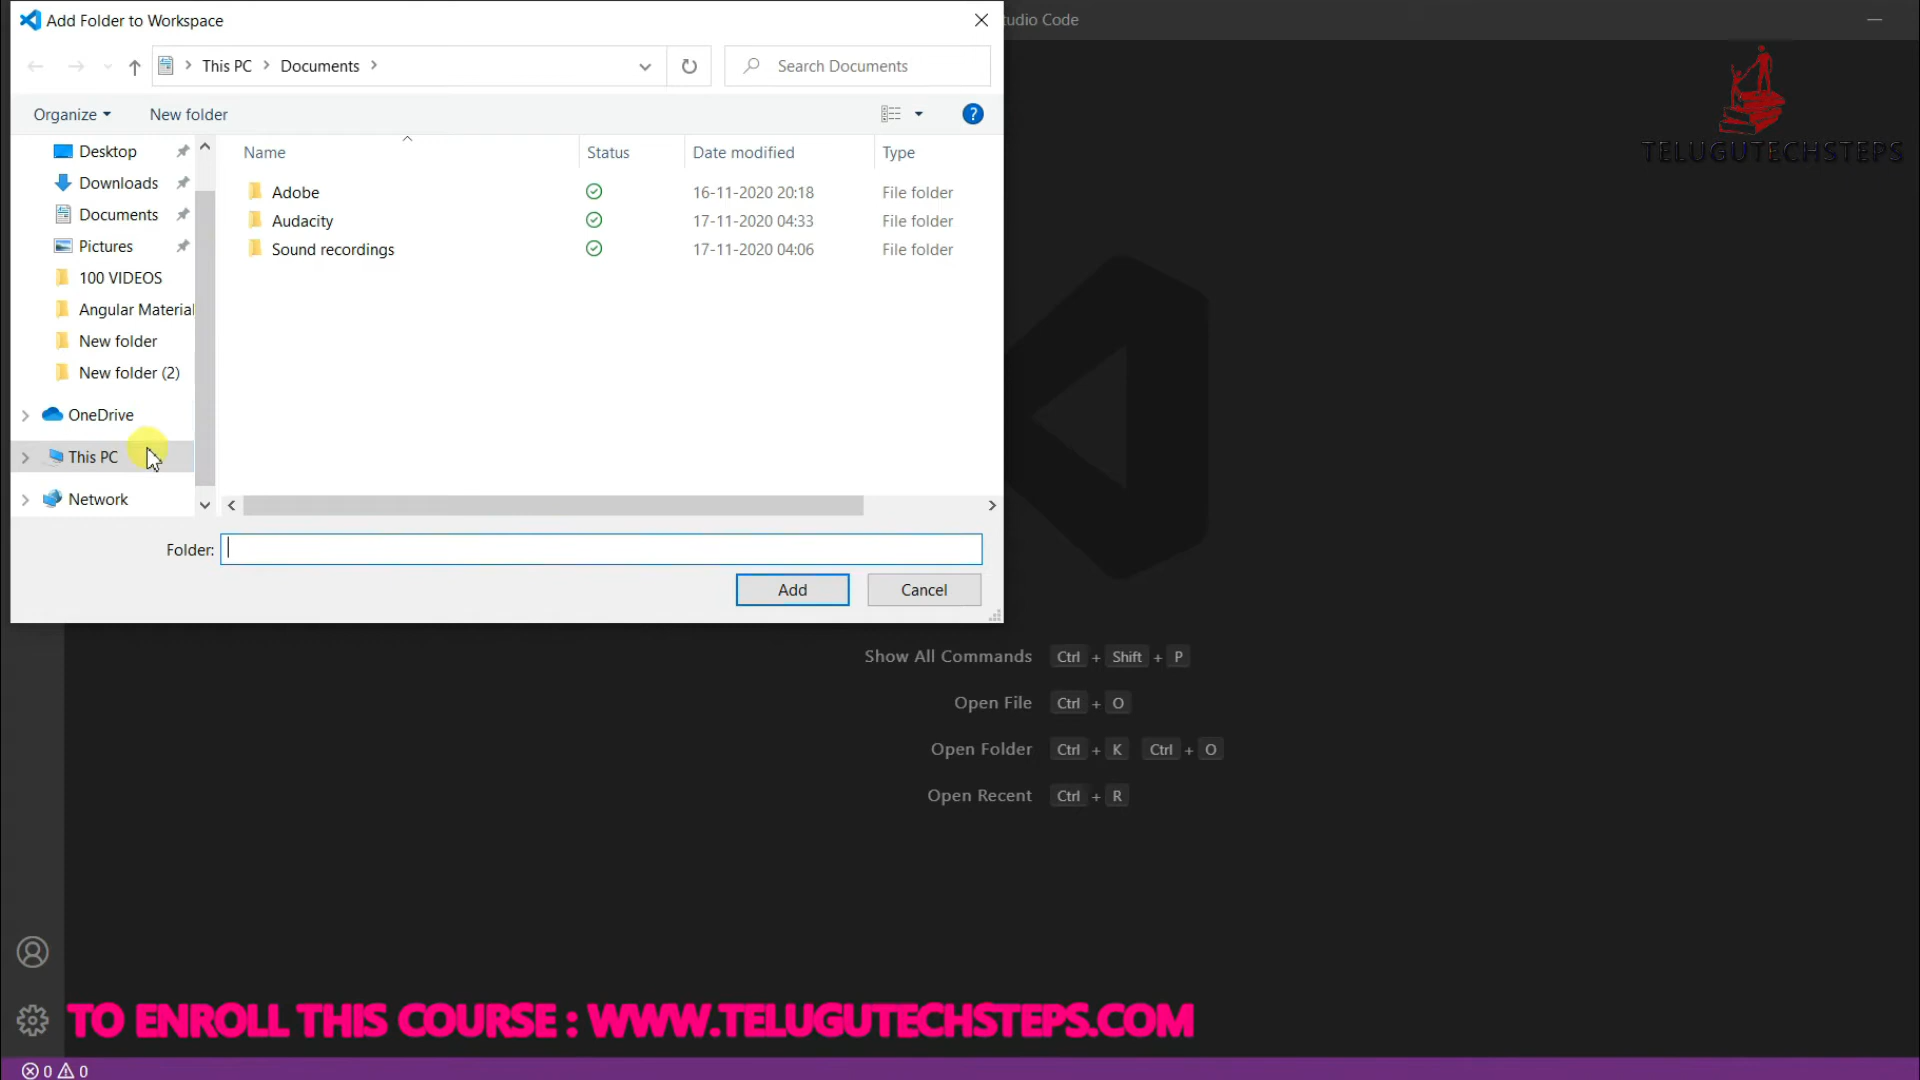 Add Folder to Workspace
tudio Code
This PC
Documents
Search Documents
Organize
New folder
?
Name
Status
Date modified
Type
Desktop
Downloads
Documents
Pictures
100 VIDEOS
Angular Material
New folder
New folder (2)
OneDrive
This PC
Network
Adobe 16-11-2020 20:18 File folder
Audacity 17-11-2020 04:33 File folder
Sound recordings 17-11-2020 04:06 File folder
Folder:
Add
Cancel
TELUGUTECHSTEPS
Show All Commands Ctrl + Shift + P
Open File Ctrl + O
Open Folder Ctrl + K Ctrl + O
Open Recent Ctrl + R
TO ENROLL THIS COURSE : WWW.TELUGUTECHSTEPS.COM
0 0